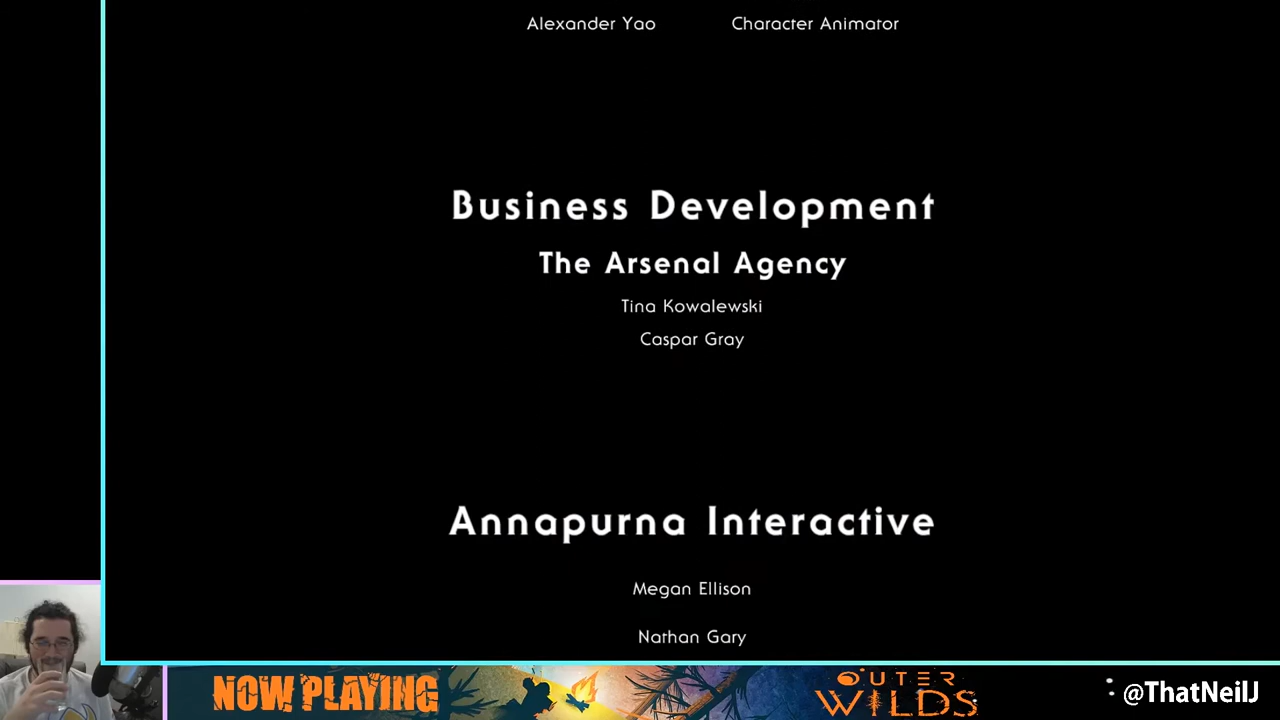 Alexander Yao Character Animator
Business Development
The Arsenal Agency
Tina Kowalewski
Caspar Gray
Annapurna Interactive
Megan Ellison
Nathan Gary
NOW PLAYING
OUTER
WILDS
@ThatNeilJ